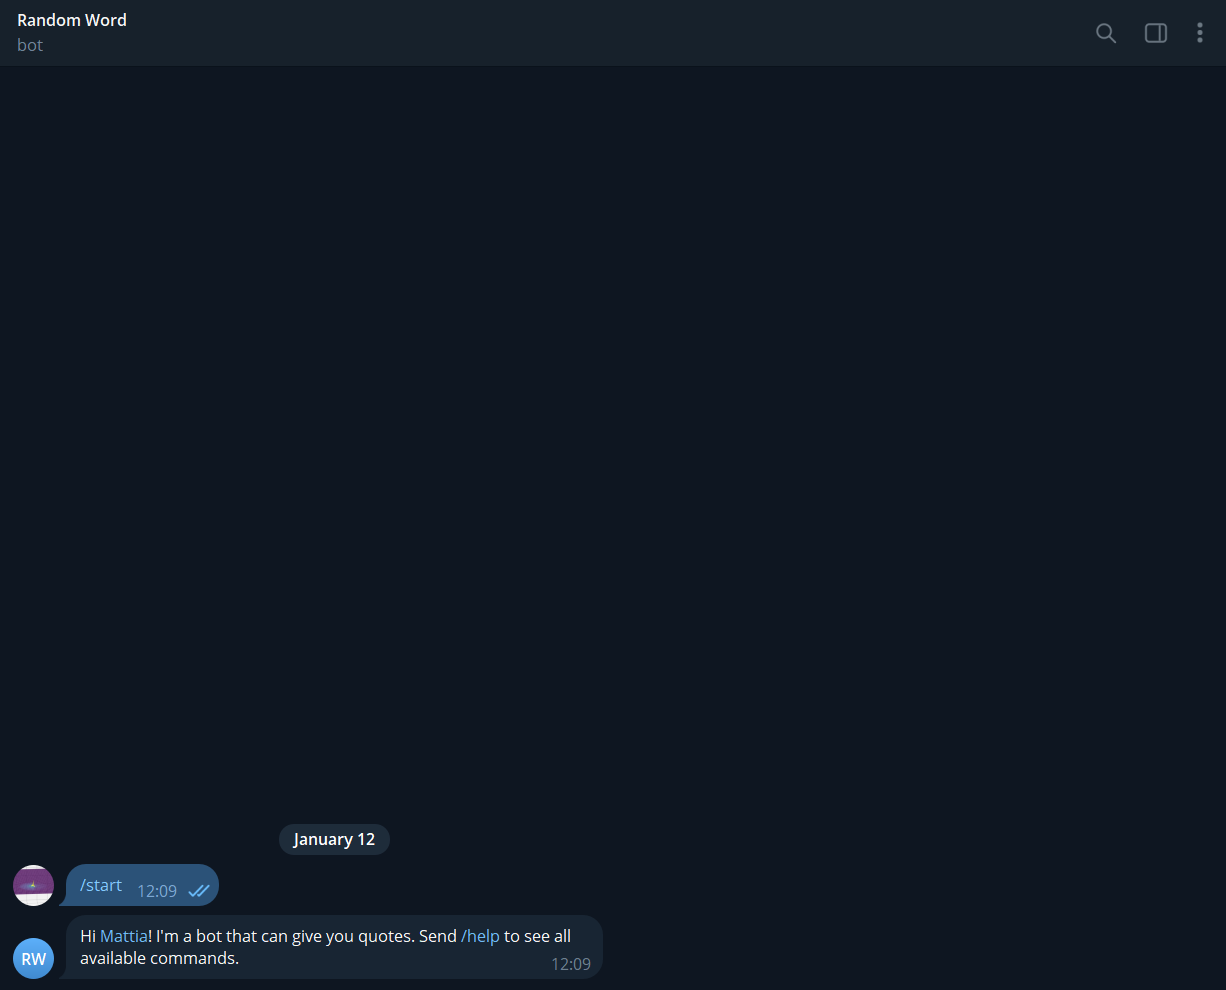 Random Word
bot
January 12
/start 12:09
Hi Mattia! I'm a bot that can give you quotes. Send /help to see all
available commands.
12:09
RW